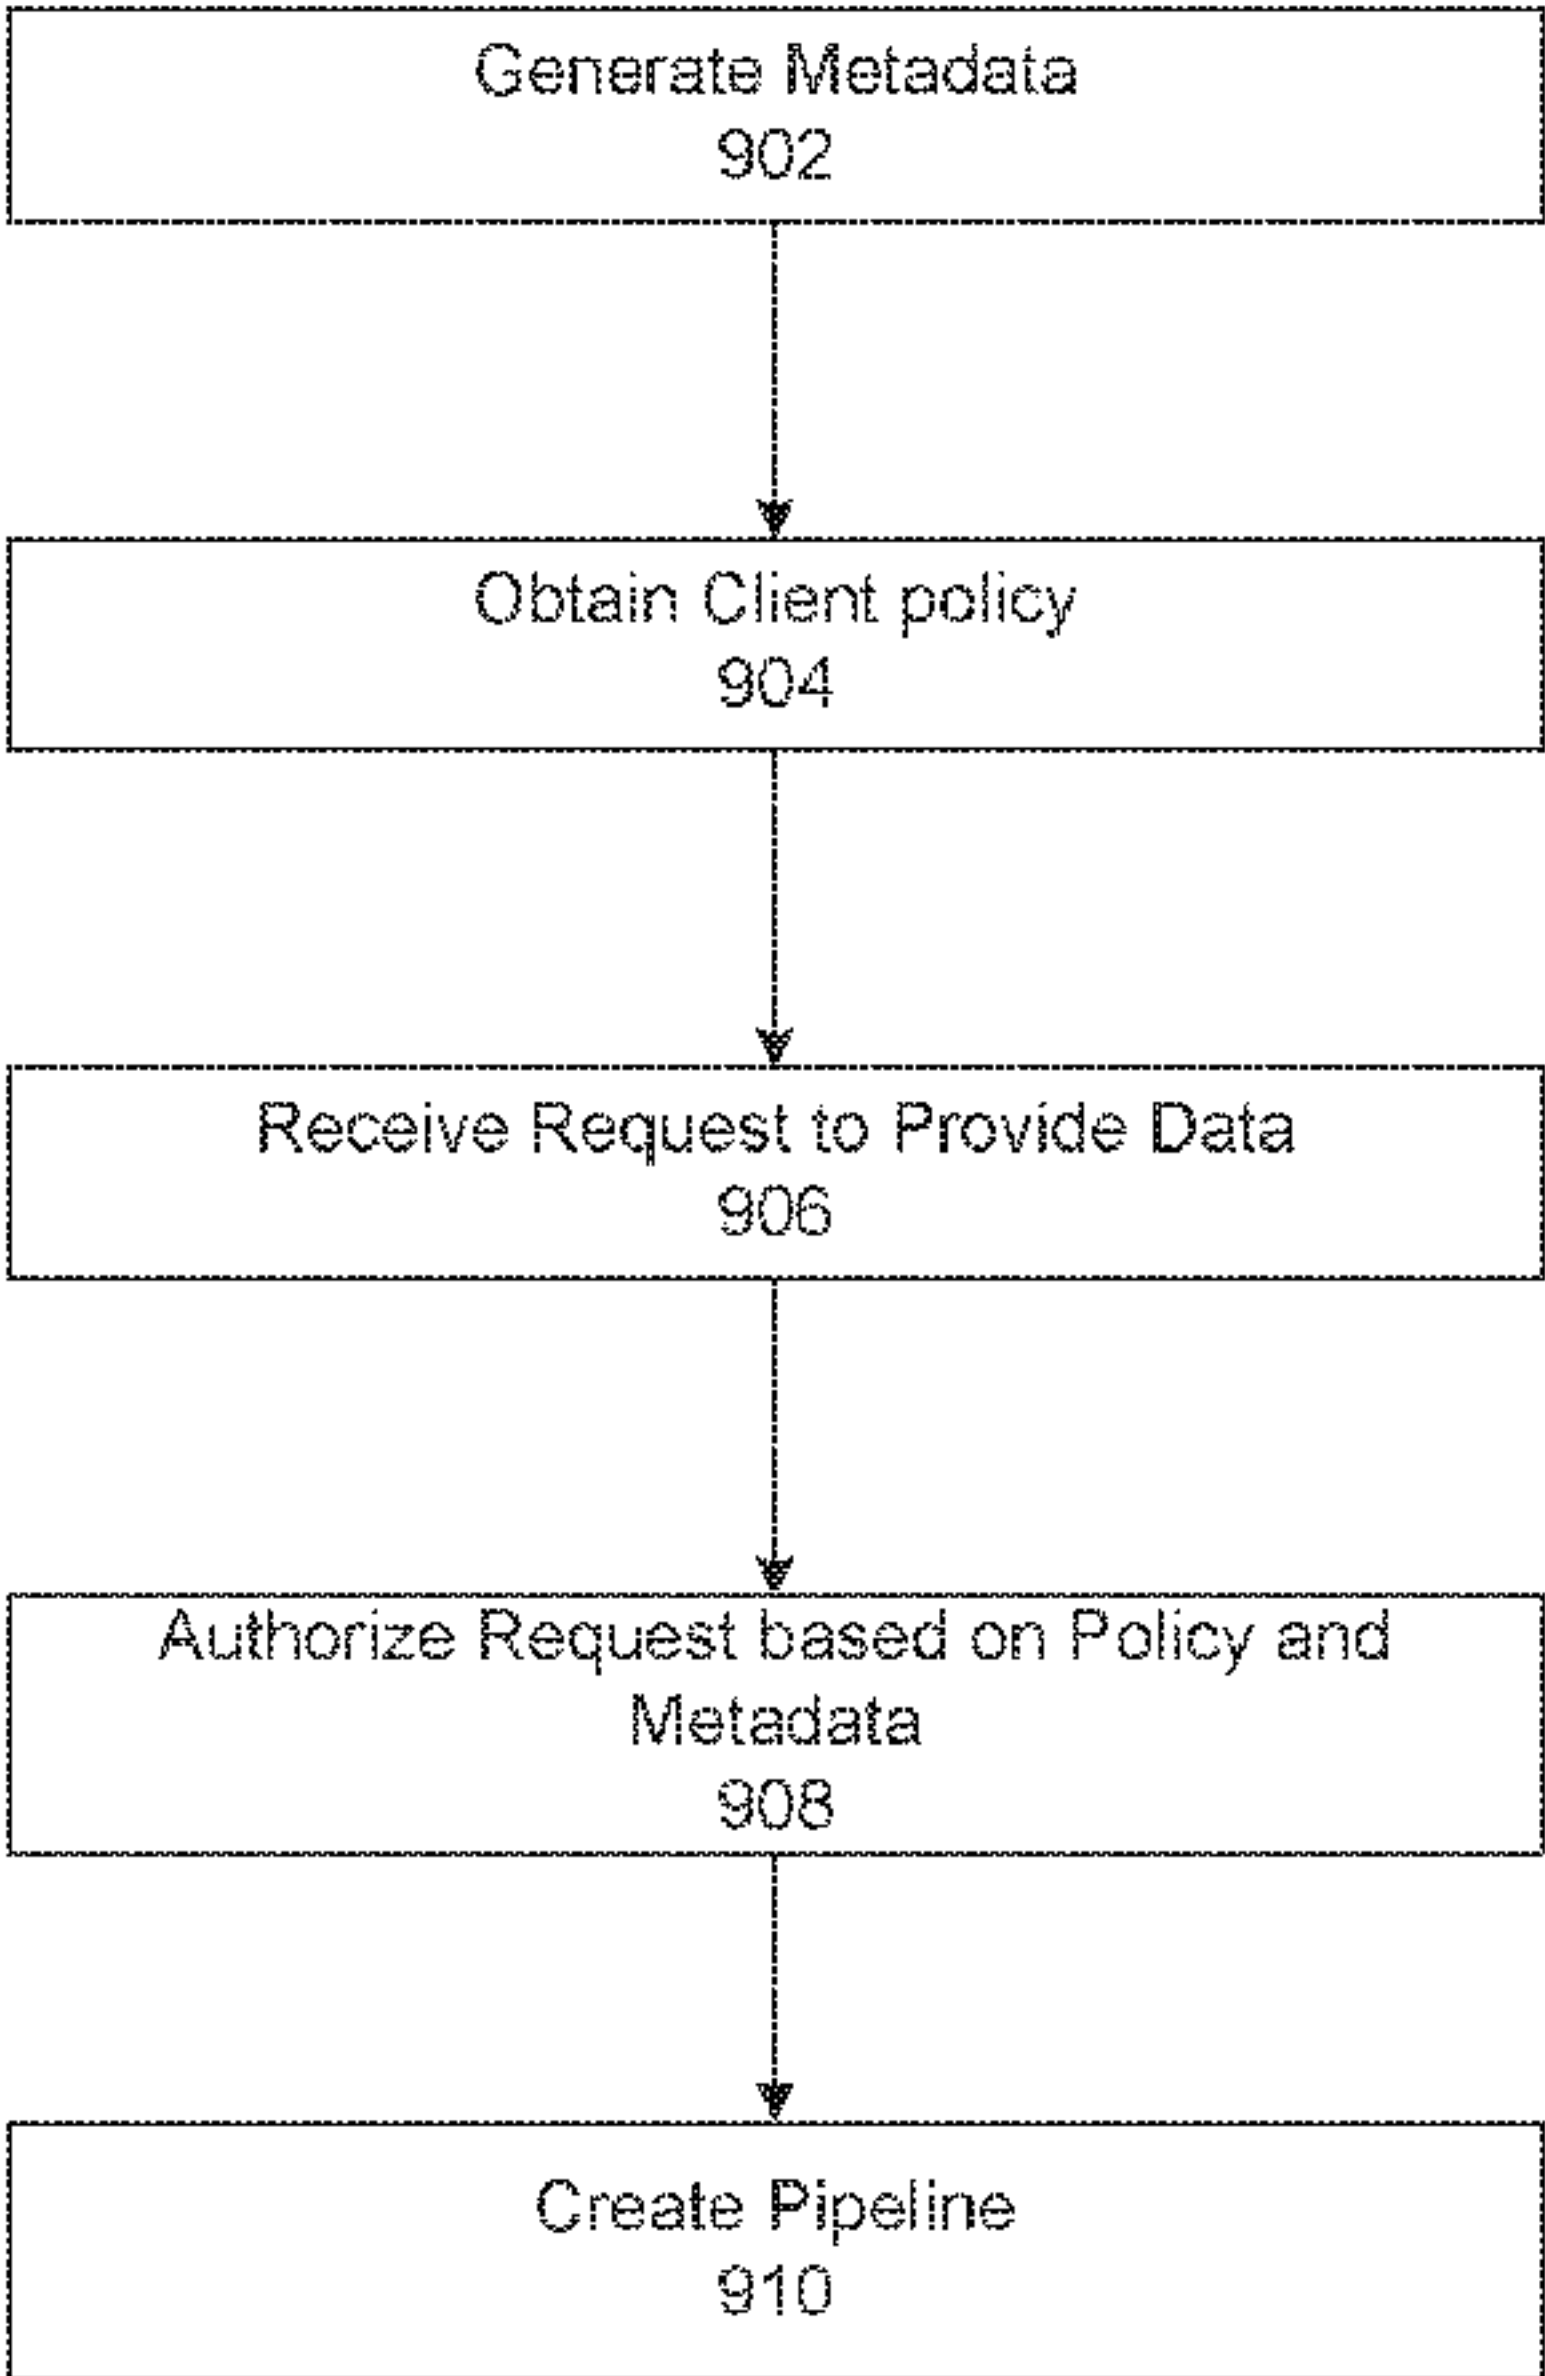 Generate Metadata
902
Obtain Client policy
904
Receive Request to Provide Data
906
Authorize Request based on Policy and
Metadata
908
Create Pipeline
910